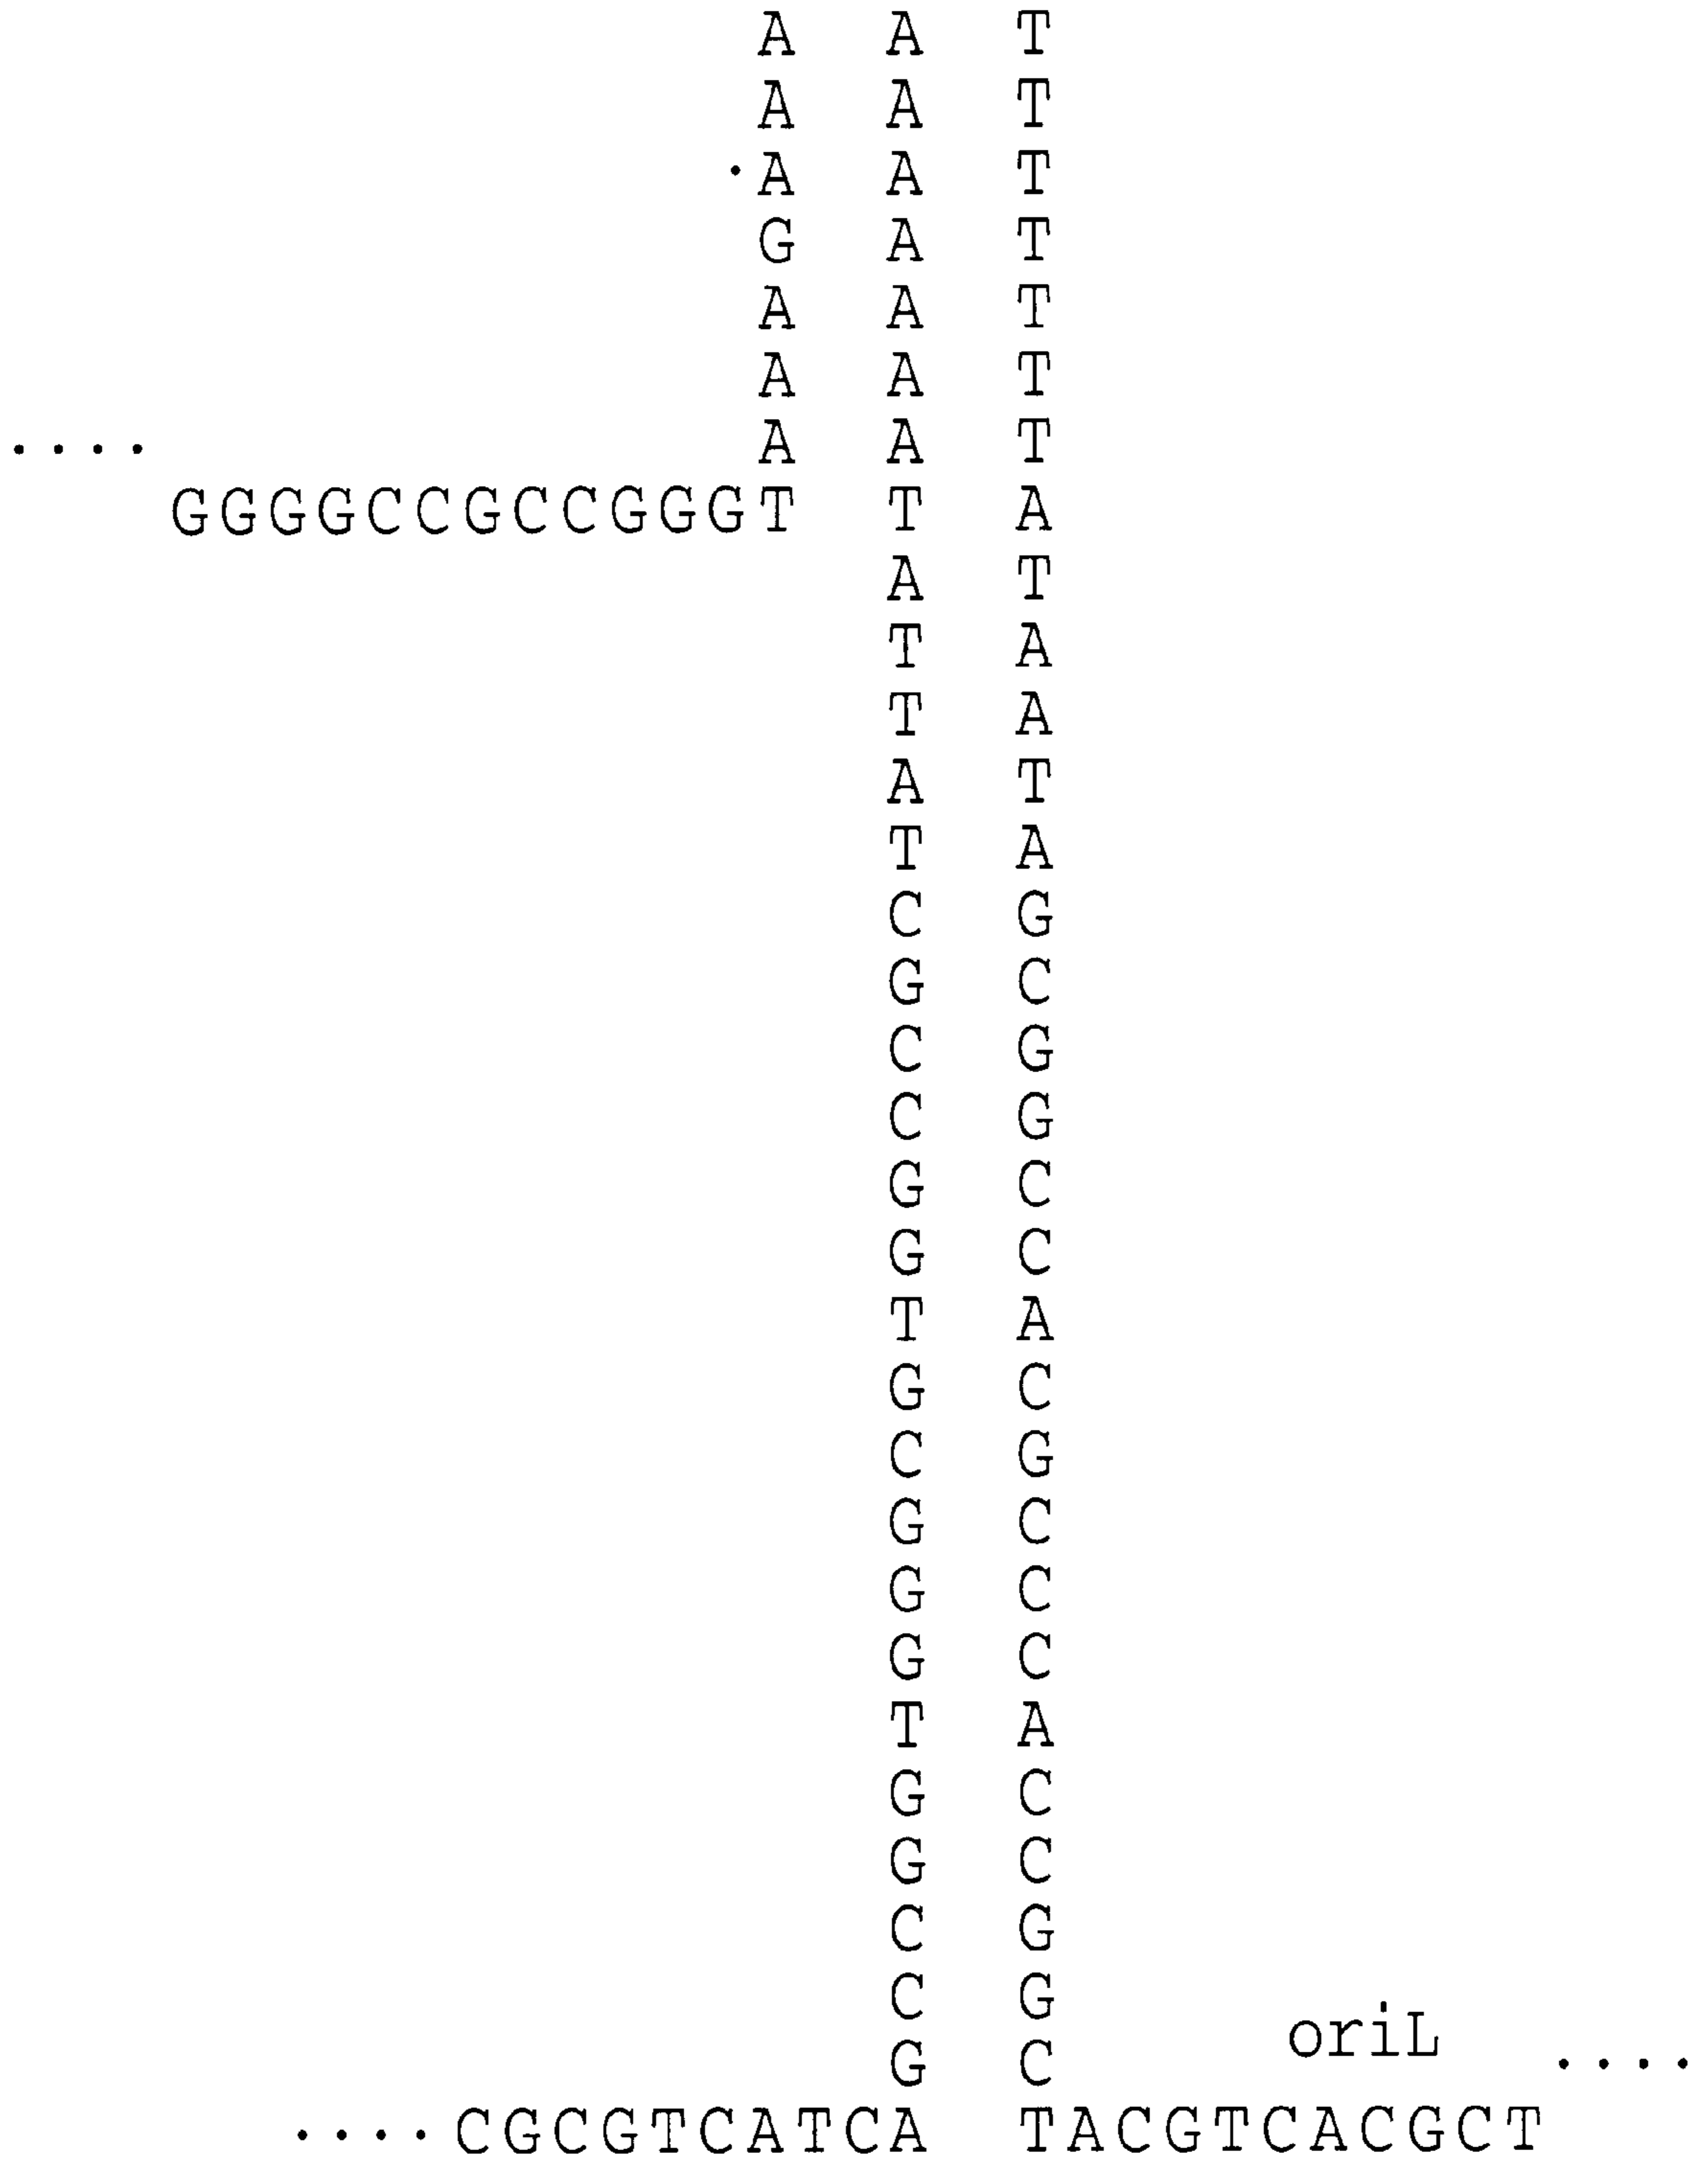 A A T
A A T
·A A T
G A T
A A T
A A T
.... A A T
GGGGCCGCCGGGT T A
A T
T A
T A
A T
T A
C G
G C
C G
C G
G C
G C
T A
G C
C G
G C
G C
G C
T A
G C
G C
C G
C G
oriL
G C ....
....CGCGTCATCA TACGTCACGCT